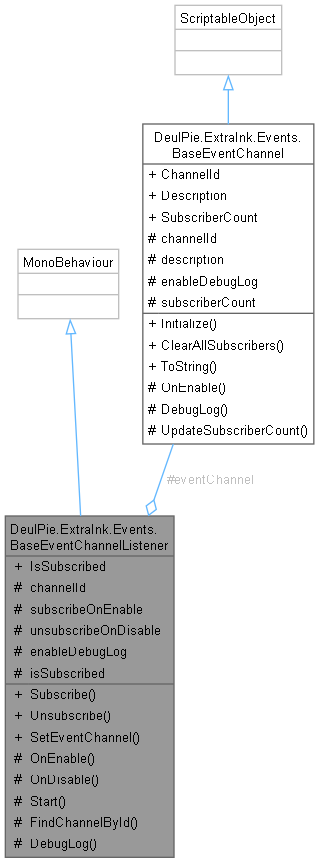 ScriptableObject
DeulPie.ExtraInk.Events.
BaseEventChannel
+ ChannelId
+ Description
+ SubscriberCount
# channelId
# description
# enableDebugLog
# subscriberCount
+ Initialize()
+ ClearAllSubscribers()
+ ToString()
# OnEnable()
# DebugLog()
# UpdateSubscriberCount()
MonoBehaviour
#eventChannel
DeulPie.ExtraInk.Events.
BaseEventChannelListener
+ IsSubscribed
# channelId
# subscribeOnEnable
# unsubscribeOnDisable
# enableDebugLog
# isSubscribed
+ Subscribe()
+ Unsubscribe()
+ SetEventChannel()
# OnEnable()
# OnDisable()
# Start()
# FindChannelById()
# DebugLog()